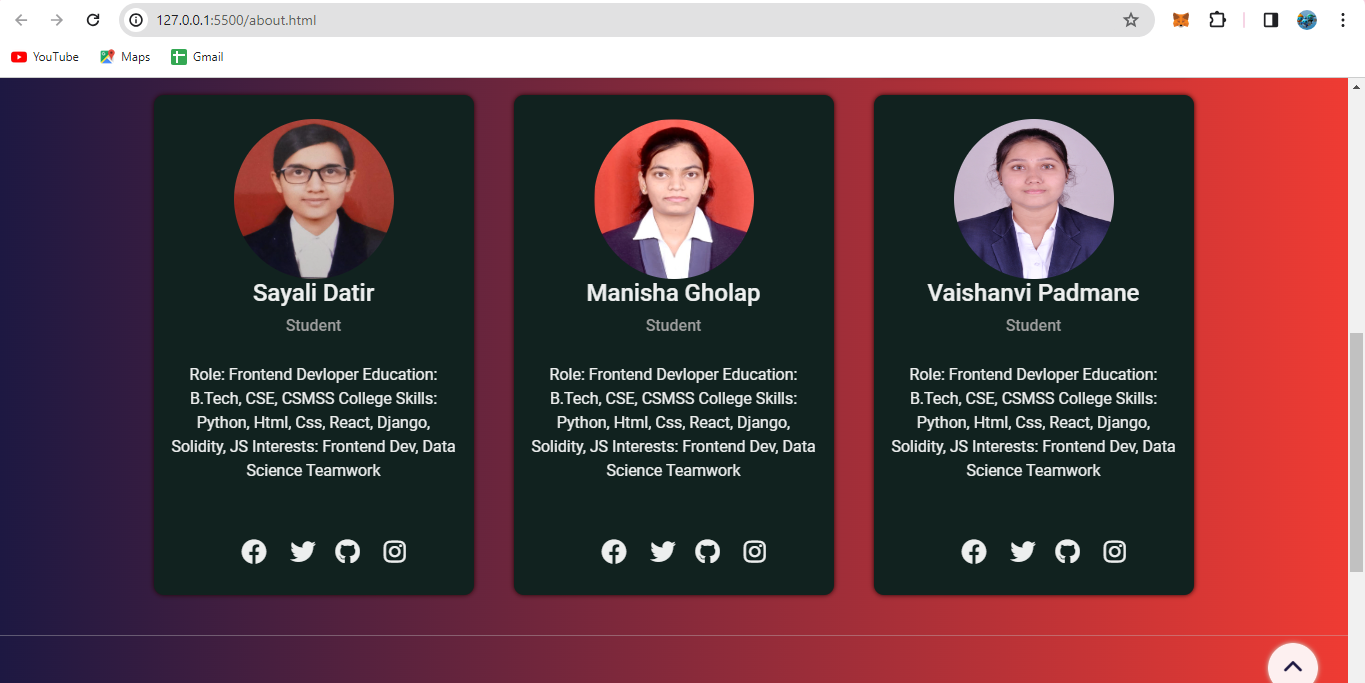 127.0.0.1:5500/about.html
YouTube
Maps
Gmail
Sayali Datir
Student
Role: Frontend Devloper Education:
B.Tech, CSE, CSMSS College Skills:
Python, Html, Css, React, Django,
Solidity, JS Interests: Frontend Dev, Data
Science Teamwork
Manisha Gholap
Student
Role: Frontend Devloper Education:
B.Tech, CSE, CSMSS College Skills:
Python, Html, Css, React, Django,
Solidity, JS Interests: Frontend Dev, Data
Science Teamwork
Vaishanvi Padmane
Student
Role: Frontend Devloper Education:
B.Tech, CSE, CSMSS College Skills:
Python, Html, Css, React, Django,
Solidity, JS Interests: Frontend Dev, Data
Science Teamwork